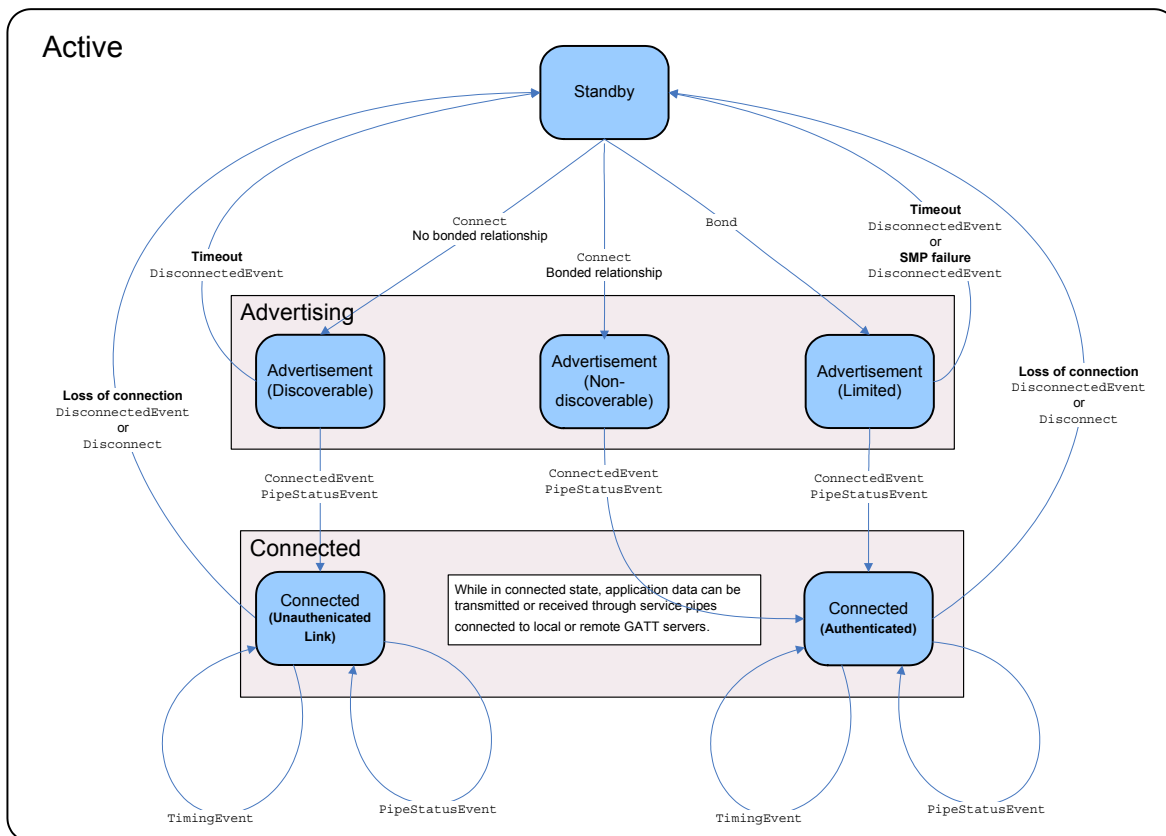 Active
Standby
Connect
No bonded relationship
Connect
Bonded relationship
Bond
Timeout
DisconnectedEvent
or
SMP failure
DisconnectedEvent
Timeout
DisconnectedEvent
Advertising
Advertisement
(Discoverable)
Advertisement
(Non-
discoverable)
Advertisement
(Limited)
Loss of connection
DisconnectedEvent
or
Disconnect
Loss of connection
DisconnectedEvent
or
Disconnect
ConnectedEvent
PipeStatusEvent
ConnectedEvent
PipeStatusEvent
ConnectedEvent
PipeStatusEvent
Connected
Connected
(Unauthenicated
Link)
While in connected state, application data can be
transmitted or received through service pipes
connected to local or remote GATT servers.
Connected
(Authenticated)
TimingEvent
PipeStatusEvent
TimingEvent
PipeStatusEvent